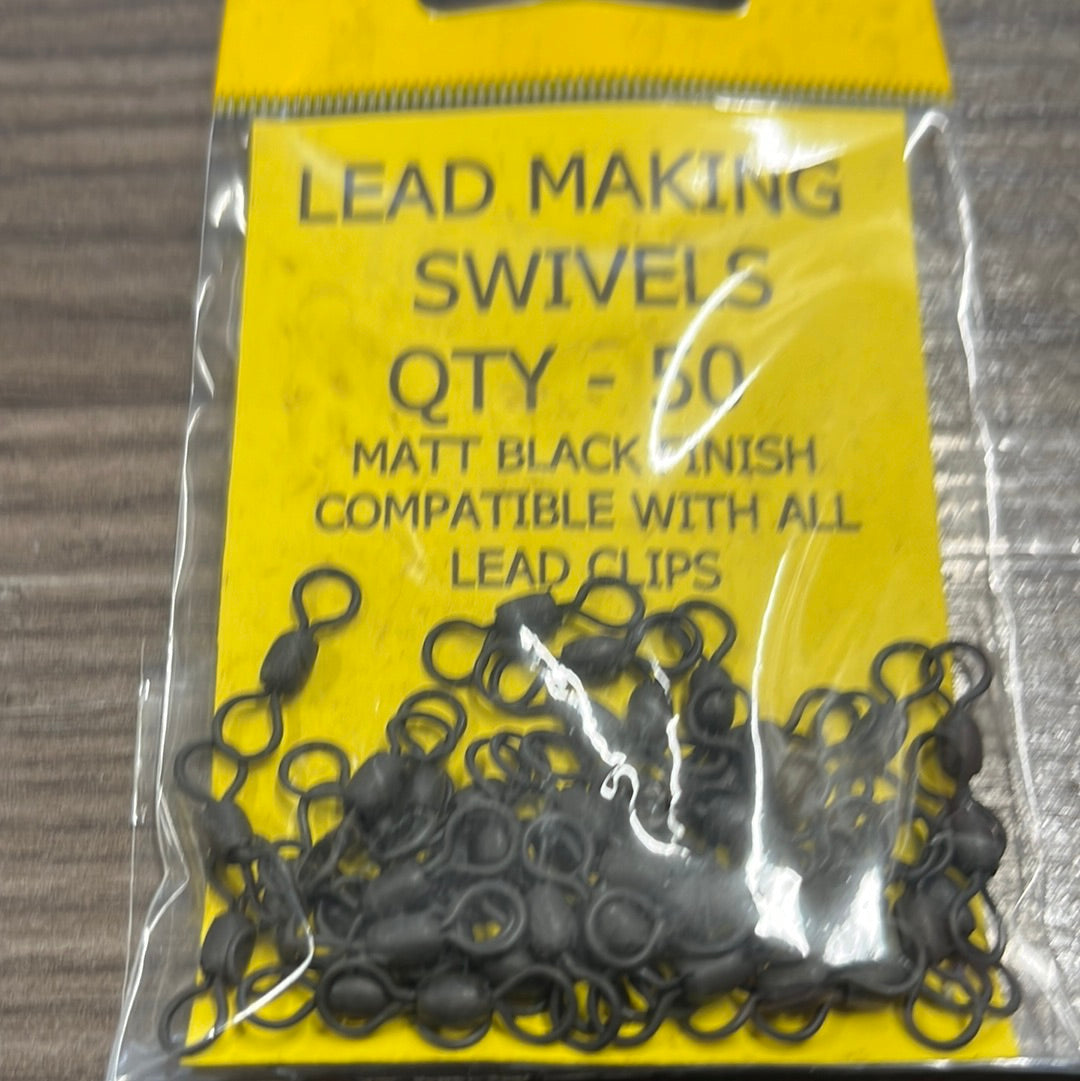 LEAD MAKING
SWIVELS
QTY - 50
MATT BLACK FINISH
COMPATIBLE WITH ALL
LEAD CLIPS